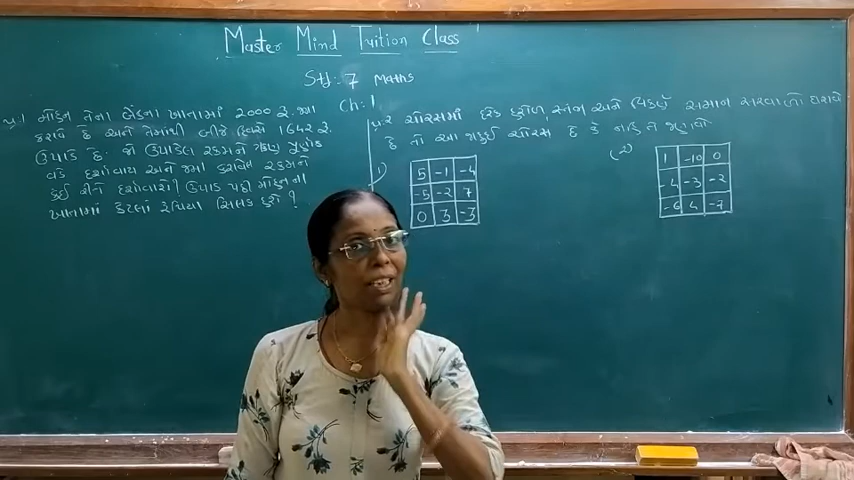 Master Mind Tuition Class
Std:- 7 Maths
Ch:- 1
પ્ર:1 મોહન તેના બેંકના ખાતામાં 2000 રૂ. જમા
કરાવે છે અને તેમાંથી બીજે દિવસે 1642 રૂ.
ઉપાડે છે. જો ઉપાડેલ રકમને ઋણ પૂર્ણાંક
વડે દર્શાવાય અને જમા કરાવેલ રકમને
કઈ રીતે દર્શાવાશે? ઉપાડ પછી મોહનના
ખાતામાં કેટલાં રૂપિયા સિલક હશે?
પ્ર:2 ચોરસમાં દરેક હરોળ, સ્તંભ અને વિકર્ણ સમાન સરવાળો ધરાવે
છે તો આ જાદુઈ ચોરસ છે કે નહિ તે જણાવો
(1)
5 -1 -4
-5 -2 7
0 3 -3
(2)
1 -10 0
-4 -3 -2
-6 4 -7